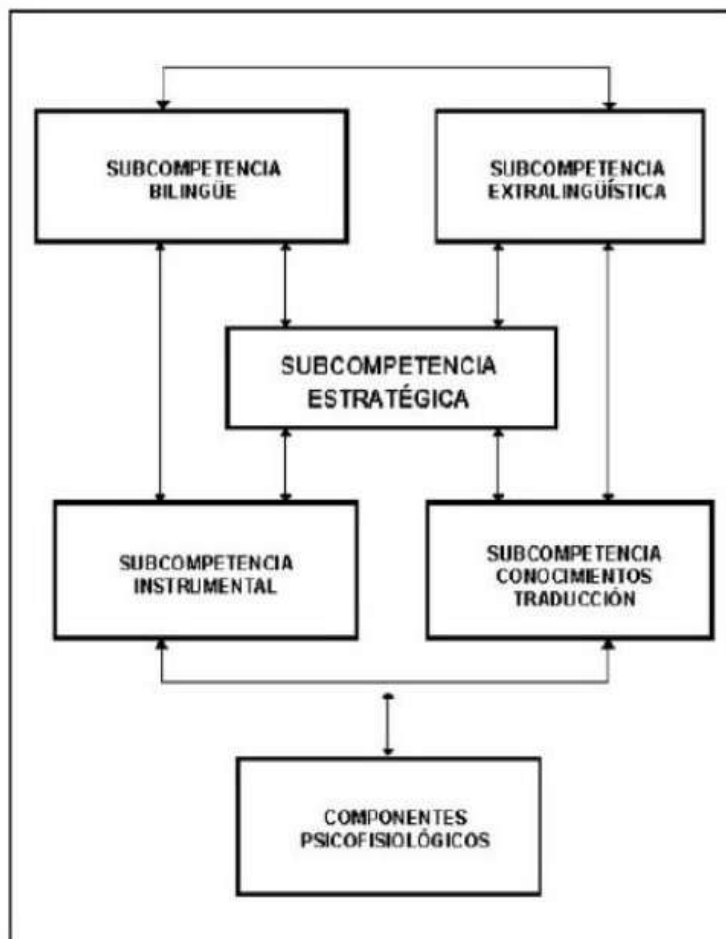 SUBCOMPETENCIA
BILINGÜE
SUBCOMPETENCIA
EXTRALINGÜÍSTICA
SUBCOMPETENCIA
ESTRATÉGICA
SUBCOMPETENCIA
INSTRUMENTAL
SUBCOMPETENCIA
CONOCIMIENTOS
TRADUCCIÓN
COMPONENTES
PSICOFISIOLÓGICOS